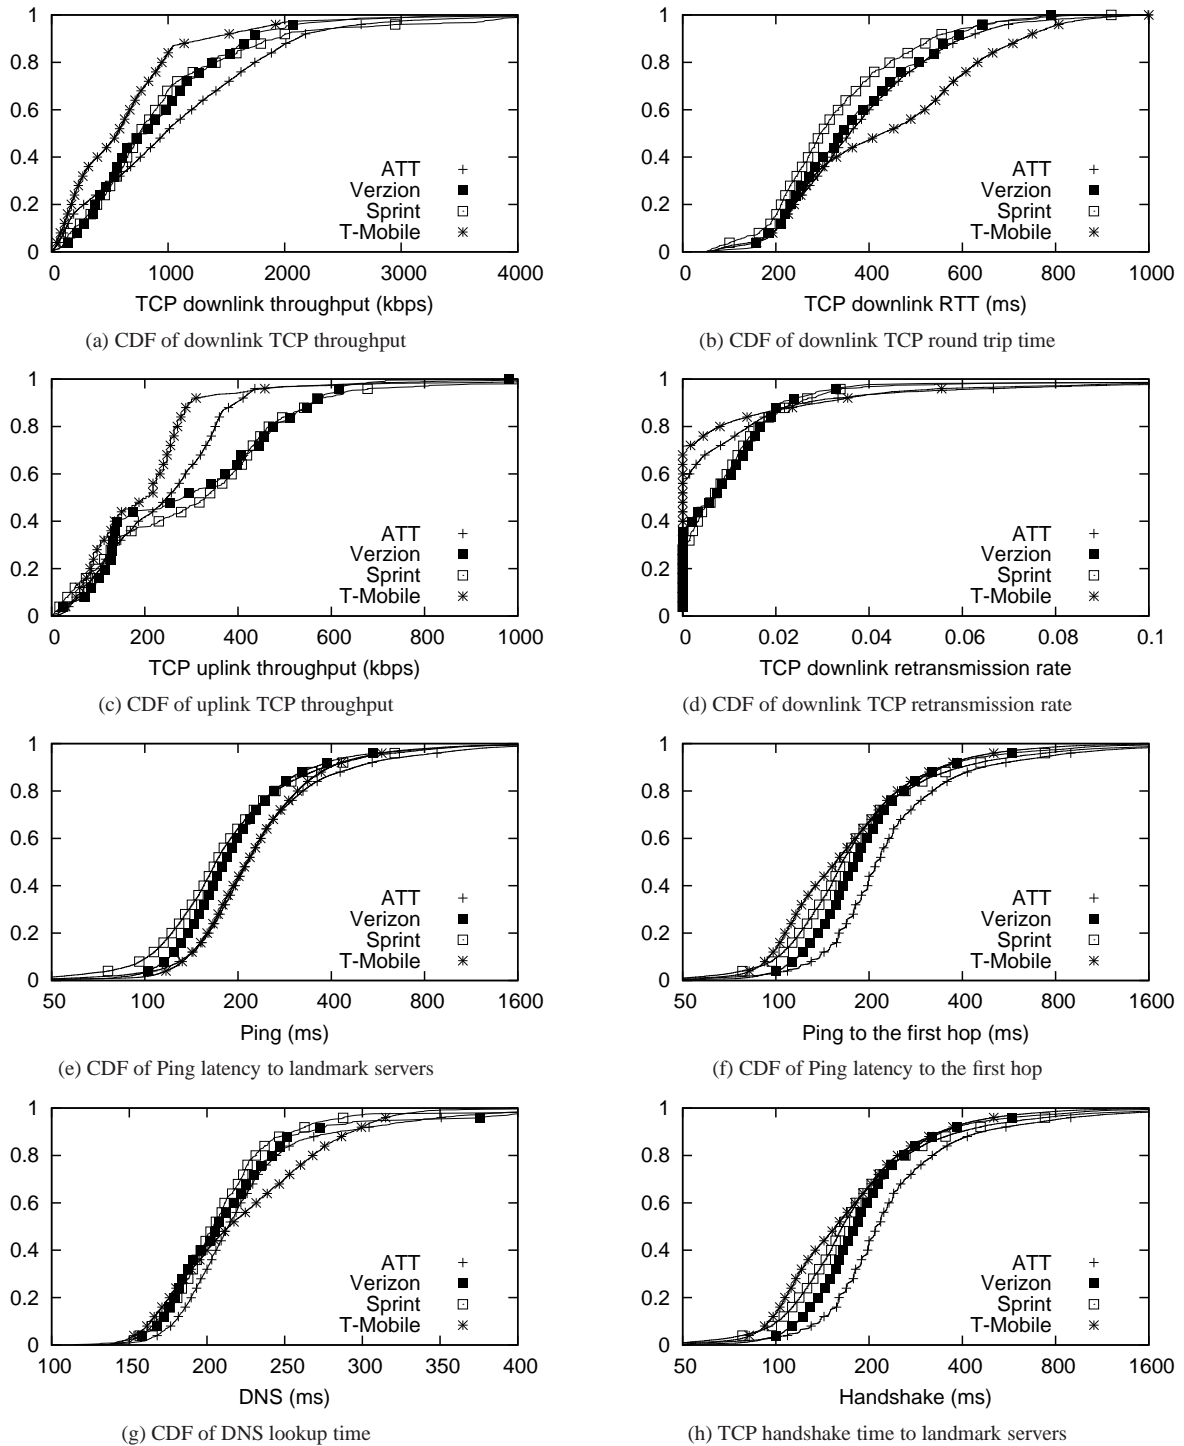 1
0.8
0.6
0.4
0.2
0
0 1000 2000 3000 4000
TCP downlink throughput (kbps)
ATT
Verzion
Sprint
T-Mobile
(a) CDF of downlink TCP throughput
1
0.8
0.6
0.4
0.2
0
0 200 400 600 800 1000
TCP downlink RTT (ms)
ATT
Verzion
Sprint
T-Mobile
(b) CDF of downlink TCP round trip time
1
0.8
0.6
0.4
0.2
0
0 200 400 600 800 1000
TCP uplink throughput (kbps)
ATT
Verzion
Sprint
T-Mobile
(c) CDF of uplink TCP throughput
1
0.8
0.6
0.4
0.2
0
0 0.02 0.04 0.06 0.08 0.1
TCP downlink retransmission rate
ATT
Verzion
Sprint
T-Mobile
(d) CDF of downlink TCP retransmission rate
1
0.8
0.6
0.4
0.2
0
50 100 200 400 800 1600
Ping (ms)
ATT
Verizon
Sprint
T-Mobile
(e) CDF of Ping latency to landmark servers
1
0.8
0.6
0.4
0.2
0
50 100 200 400 800 1600
Ping to the first hop (ms)
ATT
Verizon
Sprint
T-Mobile
(f) CDF of Ping latency to the first hop
1
0.8
0.6
0.4
0.2
0
100 150 200 250 300 350 400
DNS (ms)
ATT
Verizon
Sprint
T-Mobile
(g) CDF of DNS lookup time
1
0.8
0.6
0.4
0.2
0
50 100 200 400 800 1600
Handshake (ms)
ATT
Verizon
Sprint
T-Mobile
(h) TCP handshake time to landmark servers